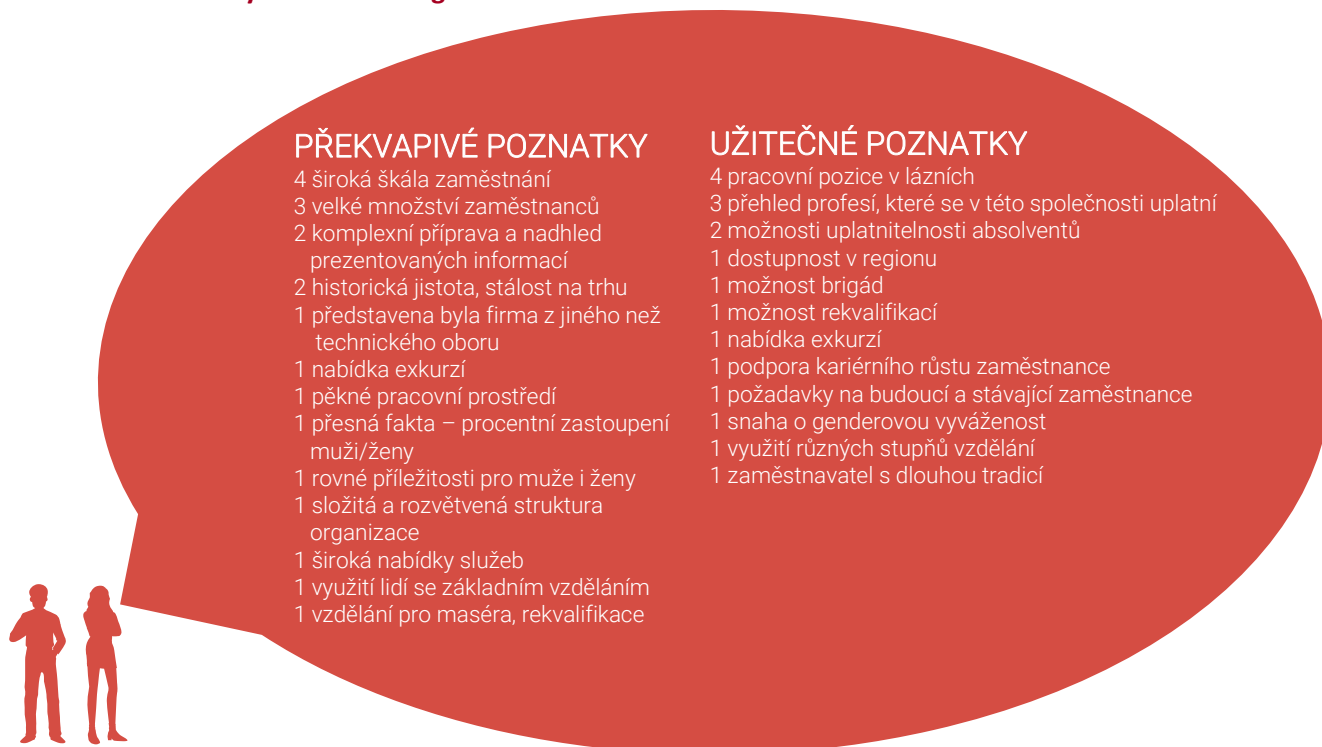 PŘEKVAPIVÉ POZNATKY
4 široká škála zaměstnání
3 velké množství zaměstnanců
2 komplexní příprava a nadhled
prezentovaných informací
2 historická jistota, stálost na trhu
1 představena byla firma z jiného než
technického oboru
1 nabídka exkurzí
1 pěkné pracovní prostředí
1 přesná fakta – procentní zastoupení
muži/ženy
1 rovné příležitosti pro muže i ženy
1 složitá a rozvětvená struktura
organizace
1 široká nabídky služeb
1 využití lidí se základním vzděláním
1 vzdělání pro maséra, rekvalifikace
UŽITEČNÉ POZNATKY
4 pracovní pozice v lázních
3 přehled profesí, které se v této společnosti uplatní
2 možnosti uplatnitelnosti absolventů
1 dostupnost v regionu
1 možnost brigád
1 možnost rekvalifikací
1 nabídka exkurzí
1 podpora kariérního růstu zaměstnance
1 požadavky na budoucí a stávající zaměstnance
1 snaha o genderovou vyváženost
1 využití různých stupňů vzdělání
1 zaměstnavatel s dlouhou tradicí